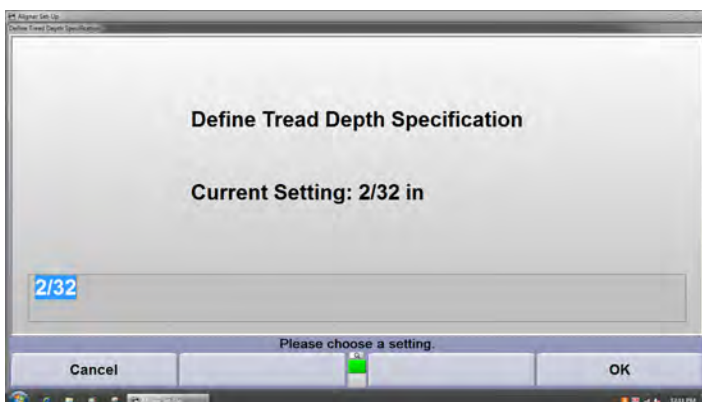 Aligner Set-Up
Define Tread Depth Specification
Define Tread Depth Specification
Current Setting: 2/32 in
2/32
Please choose a setting.
Cancel
OK